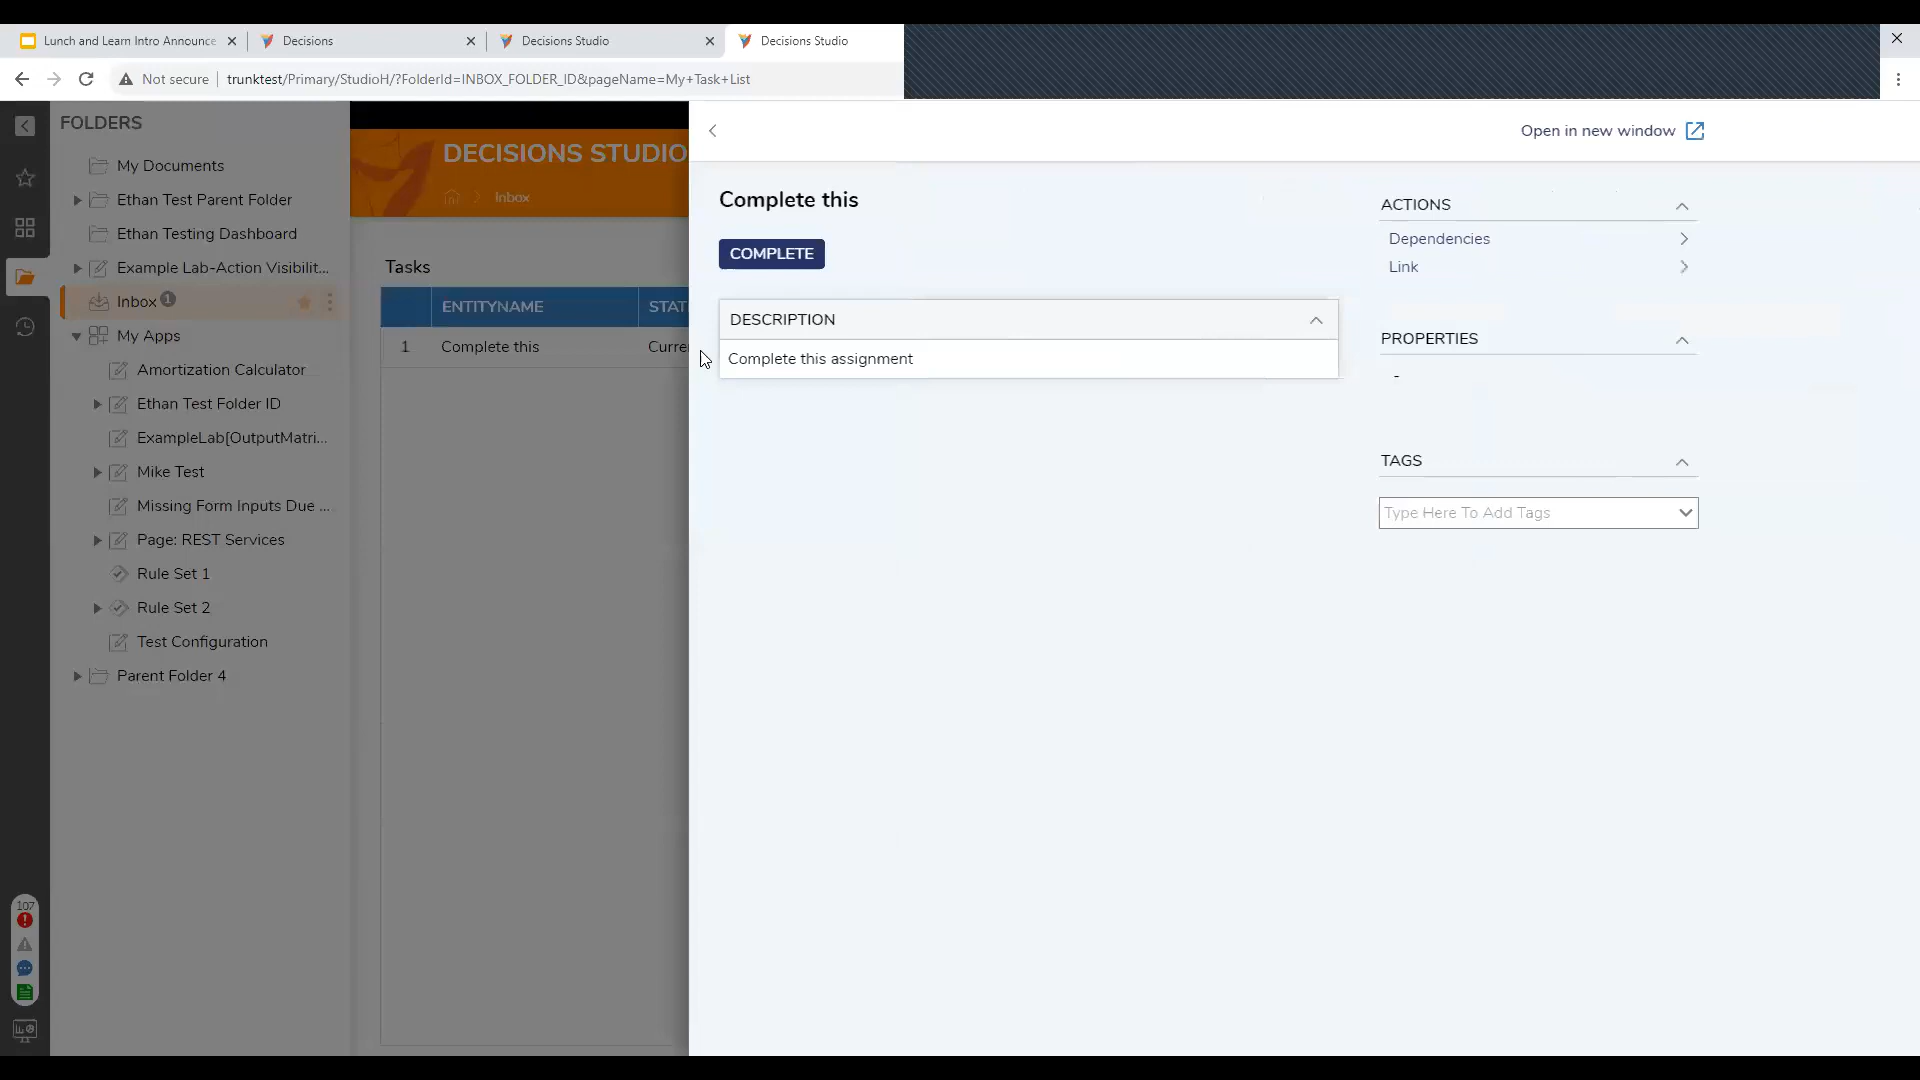 Lunch and Learn Intro Announce
Decisions
Decisions Studio
Decisions Studio
Not secure
trunktest/Primary/StudioH/?FolderId=INBOX_FOLDER_ID&pageName=My+Task+List
FOLDERS
My Documents
Ethan Test Parent Folder
Ethan Testing Dashboard
Example Lab-Action Visibilit...
Inbox 1
My Apps
Amortization Calculator
Ethan Test Folder ID
ExampleLab[OutputMatri...
Mike Test
Missing Form Inputs Due ...
Page: REST Services
Rule Set 1
Rule Set 2
Test Configuration
Parent Folder 4
107
DECISIONS STUDIO
Inbox
Tasks
ENTITYNAME
STAT
1
Complete this
Curre
Open in new window
Complete this
COMPLETE
DESCRIPTION
Complete this assignment
ACTIONS
Dependencies
Link
PROPERTIES
-
TAGS
Type Here To Add Tags